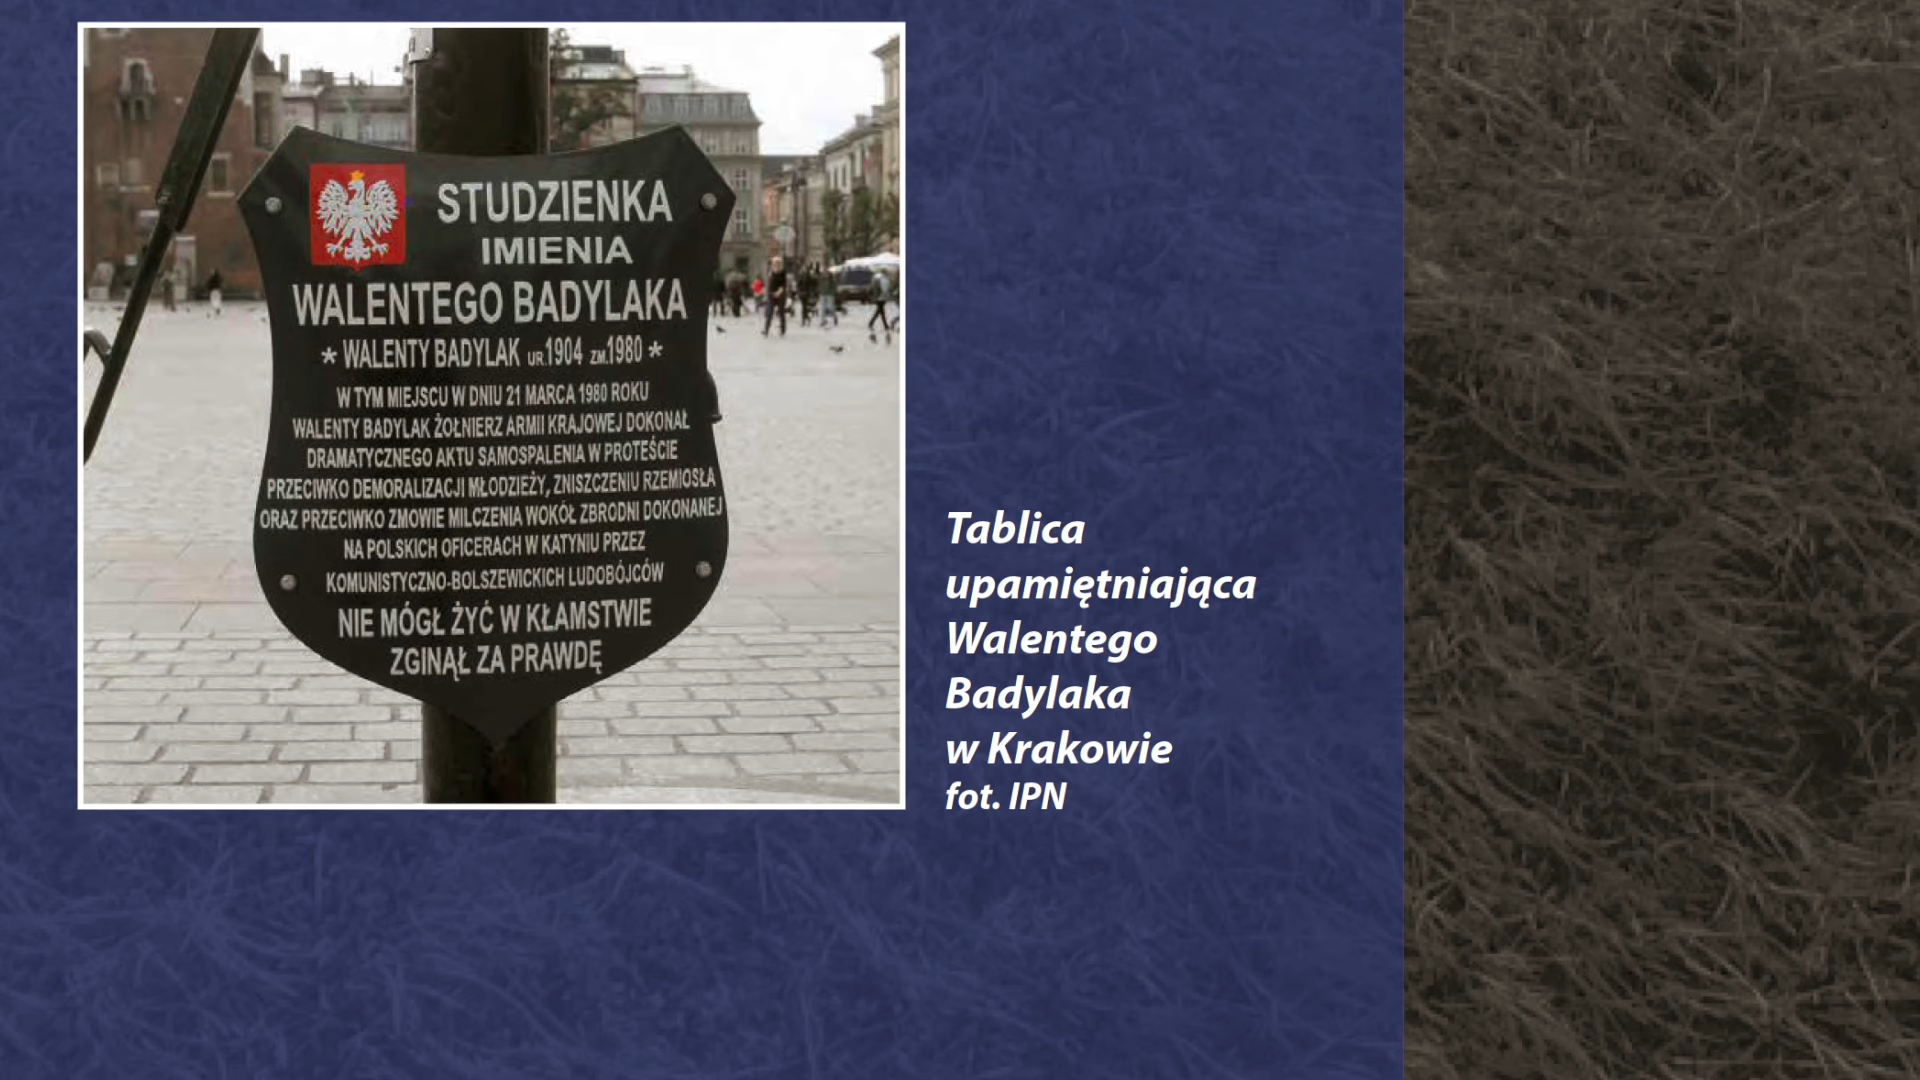 STUDZIENKA
IMIENIA
WALENTEGO BADYLAKA
* WALENTY BADYLAK UR.1904 ZM.1980 *
W TYM MIEJSCU W DNIU 21 MARCA 1980 ROKU
WALENTY BADYLAK ŻOŁNIERZ ARMII KRAJOWEJ DOKONAŁ
DRAMATYCZNEGO AKTU SAMOSPALENIA W PROTEŚCIE
PRZECIWKO DEMORALIZACJI MŁODZIEŻY, ZNISZCZENIU RZEMIOSŁA
ORAZ PRZECIWKO ZMOWIE MILCZENIA WOKÓŁ ZBRODNI DOKONANEJ
NA POLSKICH OFICERACH W KATYNIU PRZEZ
KOMUNISTYCZNO-BOLSZEWICKICH LUDOBÓJCÓW
NIE MÓGŁ ŻYĆ W KŁAMSTWIE
ZGINĄŁ ZA PRAWDĘ
Tablica
upamiętniająca
Walentego
Badylaka
w Krakowie
fot. IPN